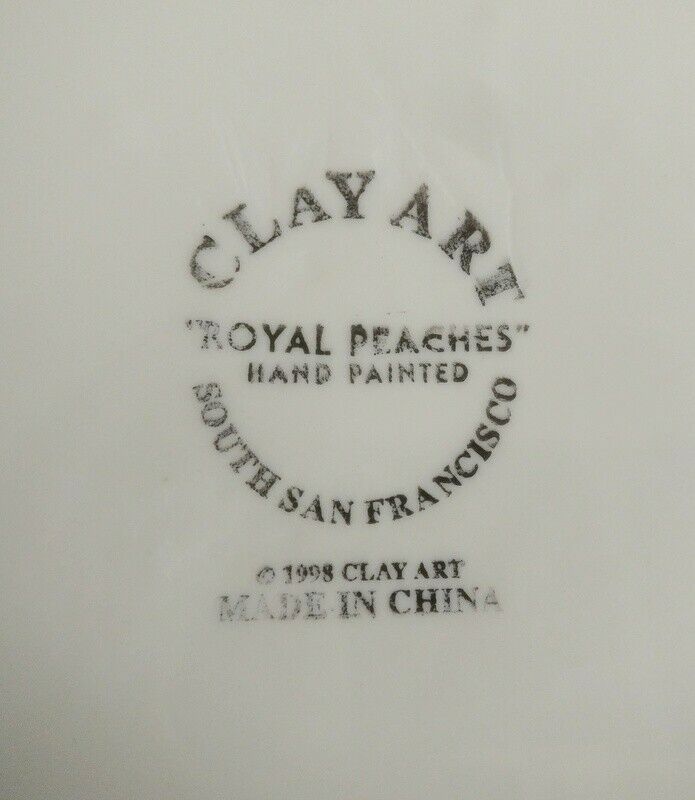 CLAY ART
"ROYAL PEACHES"
HAND PAINTED
SOUTH SAN FRANCISCO
© 1998 CLAY ART
MADE IN CHINA